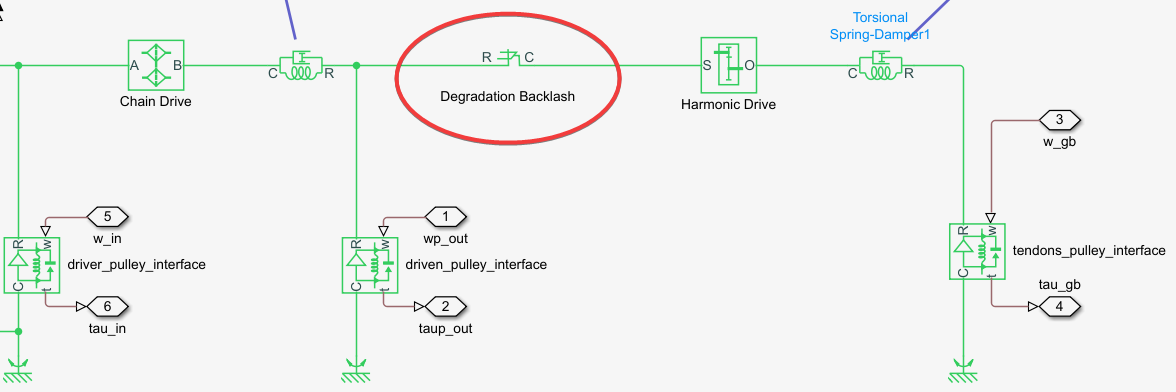 Torsional
Spring-Damper1
A B
C R
R C
S O
C R
Degradation Backlash
Chain Drive
Harmonic Drive
3
w_gb
5
w_in
1
wp_out
R w
R w
R w
driver_pulley_interface
driven_pulley_interface
tendons_pulley_interface
C t
C t
C t
tau_gb
4
6
tau_in
2
taup_out